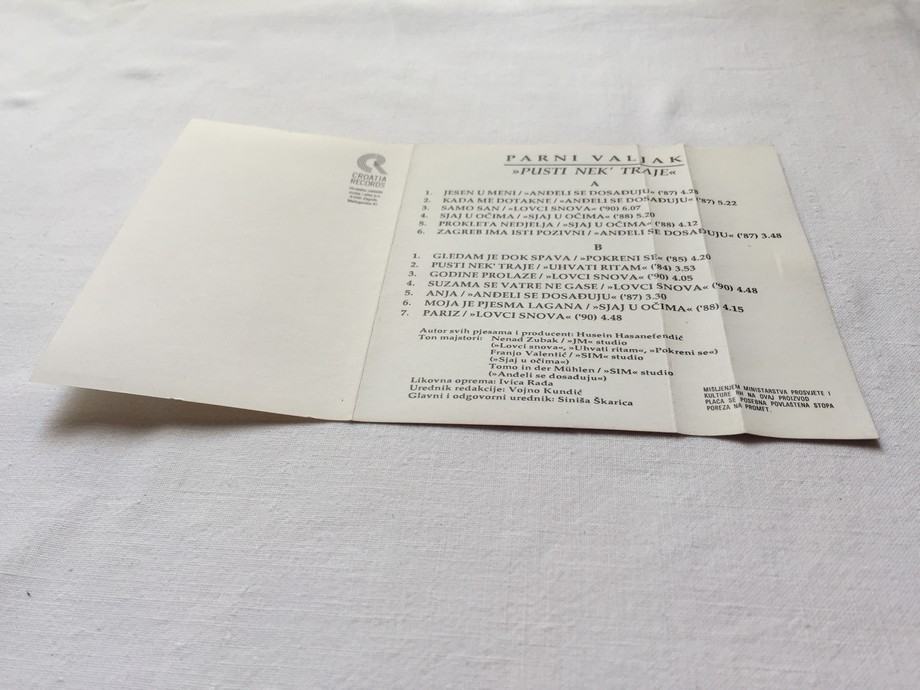 CROATIA
RECORDS
PARNI VALJAK
»PUSTI NEK' TRAJE«
A
1. JESEN U MENI / »ANĐELI SE DOSAĐUJU« ('87) 4.28
2. KADA ME DOTAKNE / »ANĐELI SE DOSAĐUJU« ('87) 5.22
3. SAMO SAN / »LOVCI SNOVA« ('90) 6.07
4. SJAJ U OČIMA / »SJAJ U OČIMA« ('88) 5.20
5. PROKLETA NEDJELJA / »SJAJ U OČIMA« ('88) 4.12
6. ZAGREB IMA ISTI POZIVNI / »ANĐELI SE DOSAĐUJU« ('87) 3.48
B
1. GLEDAM JE DOK SPAVA / »POKRENI SE« ('85) 4.20
2. PUSTI NEK' TRAJE / »UHVATI RITAM« ('84) 3.53
3. GODINE PROLAZE / »LOVCI SNOVA« ('90) 4.05
4. SUZAMA SE VATRE NE GASE / »LOVCI SNOVA« ('90) 4.48
5. ANJA / »ANĐELI SE DOSAĐUJU« ('87) 3.30
6. MOJA JE PJESMA LAGANA / »SJAJ U OČIMA« ('88) 4.15
7. PARIZ / »LOVCI SNOVA« ('90) 4.48
Autor svih pjesama i producent: Husein Hasanefendić
Ton majstori: Nenad Zubak / »JM« studio
(»Lovci snova«, »Uhvati ritam«, »Pokreni se«)
Franjo Valentić / »SIM« studio
(»Sjaj u očima«)
Tomo in der Mühlen / »SIM« studio
(»Anđeli se dosađuju«)
Likovna oprema: Ivica Rada
Urednik redakcije: Vojno Kundić
Glavni i odgovorni urednik: Siniša Škarica
MIŠLJENJEM MINISTARSTVA PROSVJETE I
KULTURE RH NA OVAJ PROIZVOD
PLAĆA SE POSEBNA POVLAŠTENA STOPA
POREZA NA PROMET.